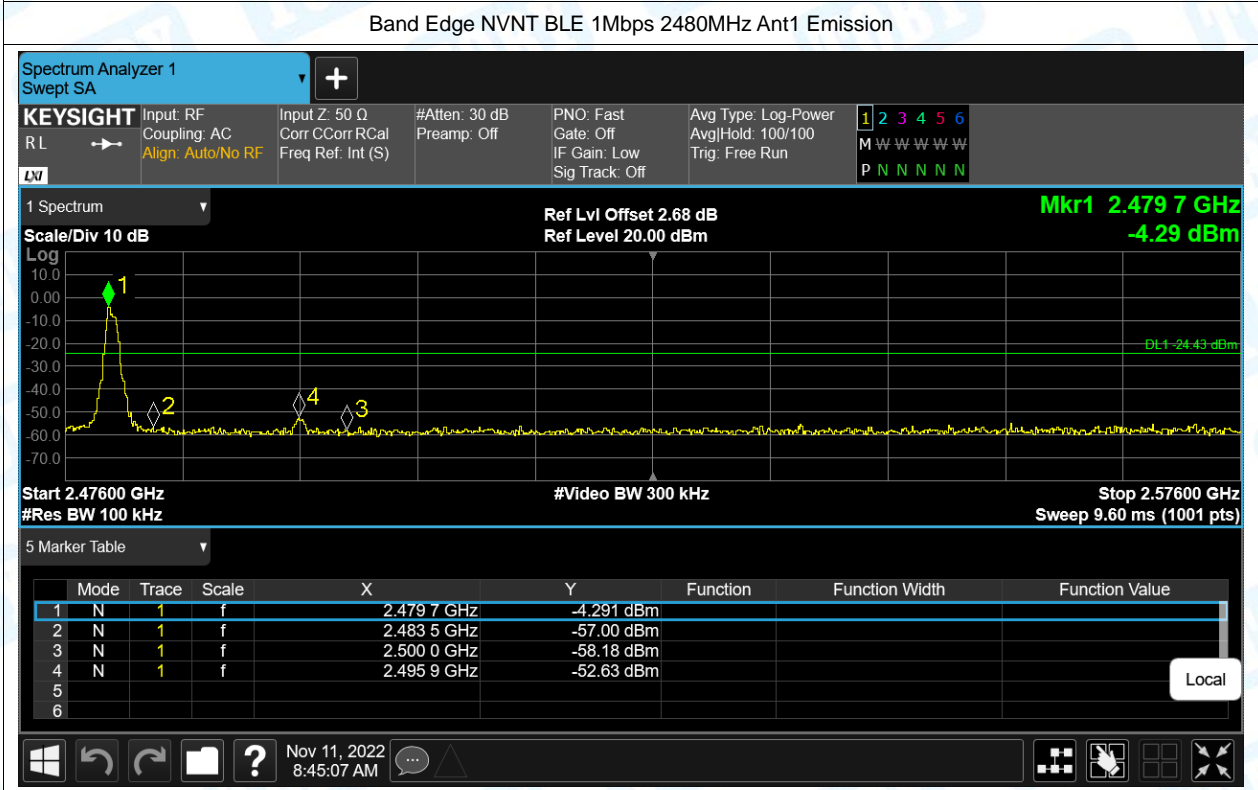 Band Edge NVNT BLE 1Mbps 2480MHz Ant1 Emission
Spectrum Analyzer 1
Swept SA
KEYSIGHT
R L
LXI
Input: RF
Coupling: AC
Align: Auto/No RF
Input Z: 50 Ω
Corr CCorr RCal
Freq Ref: Int (S)
#Atten: 30 dB
Preamp: Off
PNO: Fast
Gate: Off
IF Gain: Low
Sig Track: Off
Avg Type: Log-Power
Avg|Hold: 100/100
Trig: Free Run
1 2 3 4 5 6
M W W W W W
P N N N N N
1 Spectrum
Scale/Div 10 dB
Ref Lvl Offset 2.68 dB
Ref Level 20.00 dBm
Mkr1 2.479 7 GHz
-4.29 dBm
Log
10.0
0.00
-10.0
-20.0
-30.0
-40.0
-50.0
-60.0
-70.0
1
2
4
3
DL1 -24.43 dBm
Start 2.47600 GHz
#Res BW 100 kHz
#Video BW 300 kHz
Stop 2.57600 GHz
Sweep 9.60 ms (1001 pts)
5 Marker Table
Mode Trace Scale X Y Function Function Width Function Value
1 N 1 f 2.479 7 GHz -4.291 dBm
2 N 1 f 2.483 5 GHz -57.00 dBm
3 N 1 f 2.500 0 GHz -58.18 dBm
4 N 1 f 2.495 9 GHz -52.63 dBm
5
6
Local
?
Nov 11, 2022
8:45:07 AM